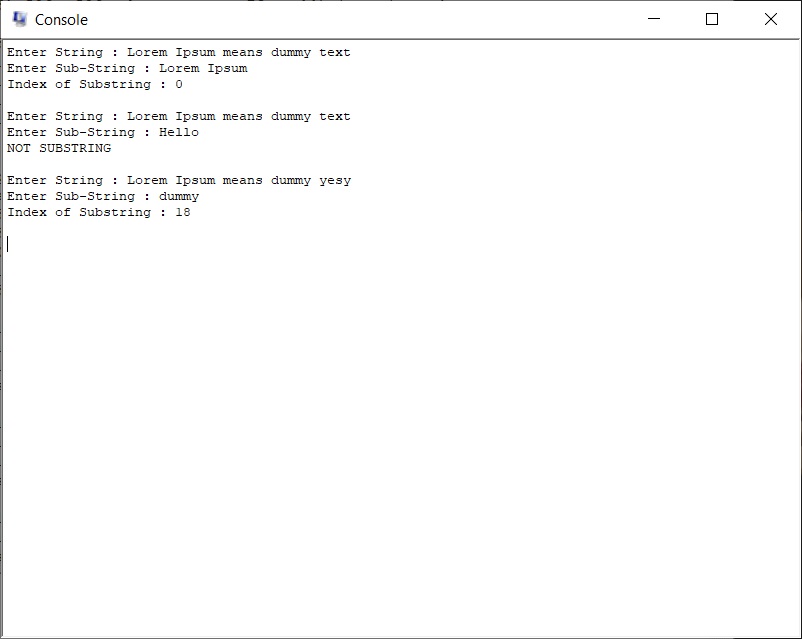 Console
Enter String : Lorem Ipsum means dummy text
Enter Sub-String : Lorem Ipsum
Index of Substring : 0
Enter String : Lorem Ipsum means dummy text
Enter Sub-String : Hello
NOT SUBSTRING
Enter String : Lorem Ipsum means dummy yesy
Enter Sub-String : dummy
Index of Substring : 18